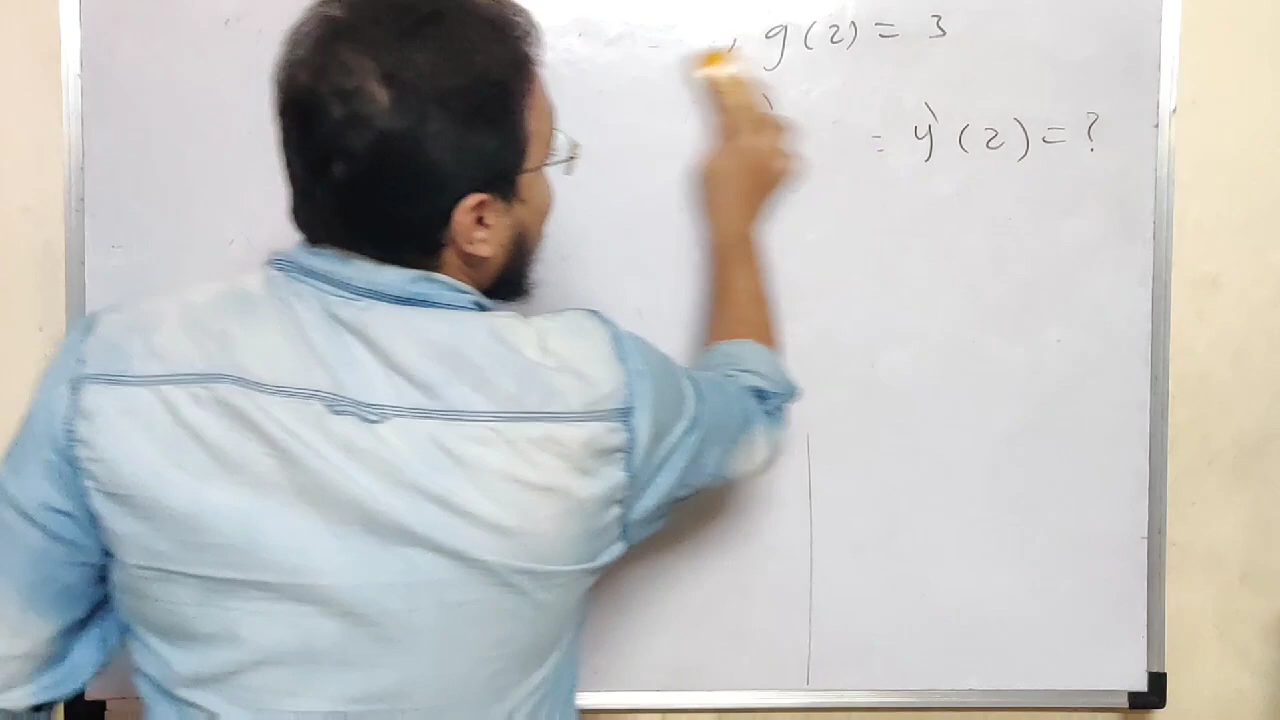 g(2) = 3
= y'(2) = ?